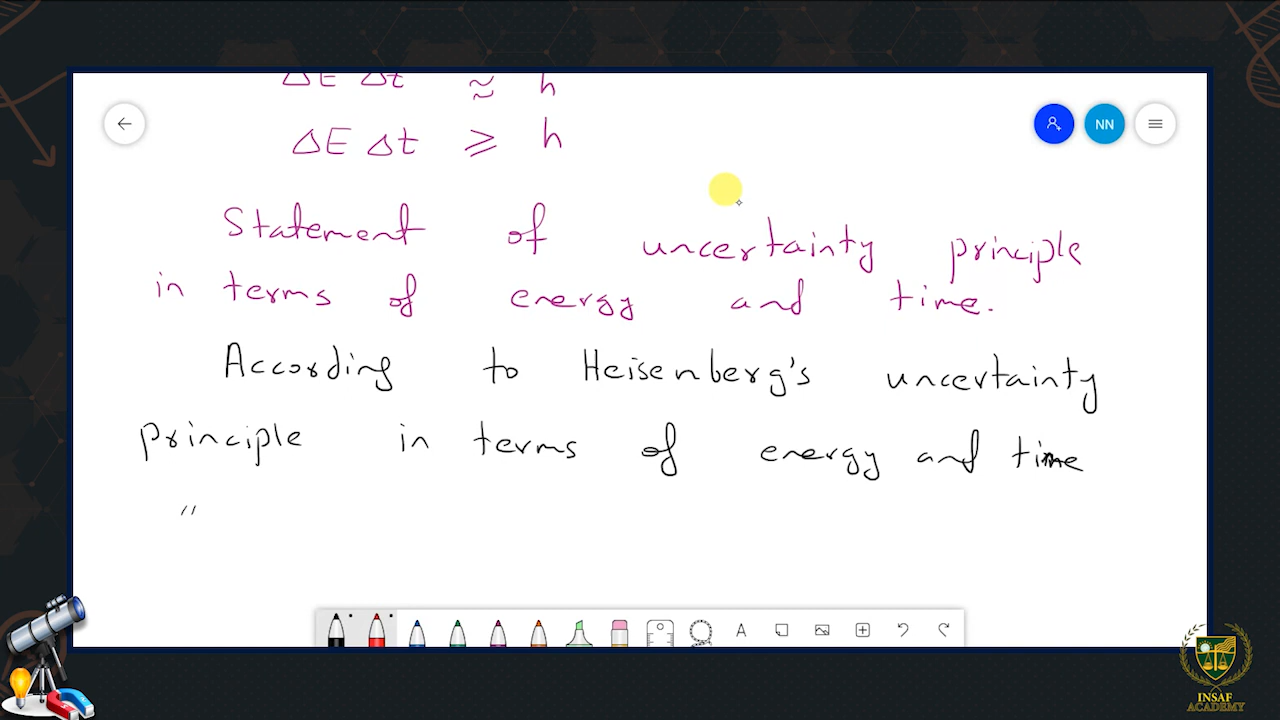 ΔE Δt ≈ h
ΔE Δt ⩾ h
NN
Statement of uncertainty principle
in terms of energy and time.
According to Heisenberg's uncertainty
principle in terms of energy and time
"
A
INSAF
ACADEMY